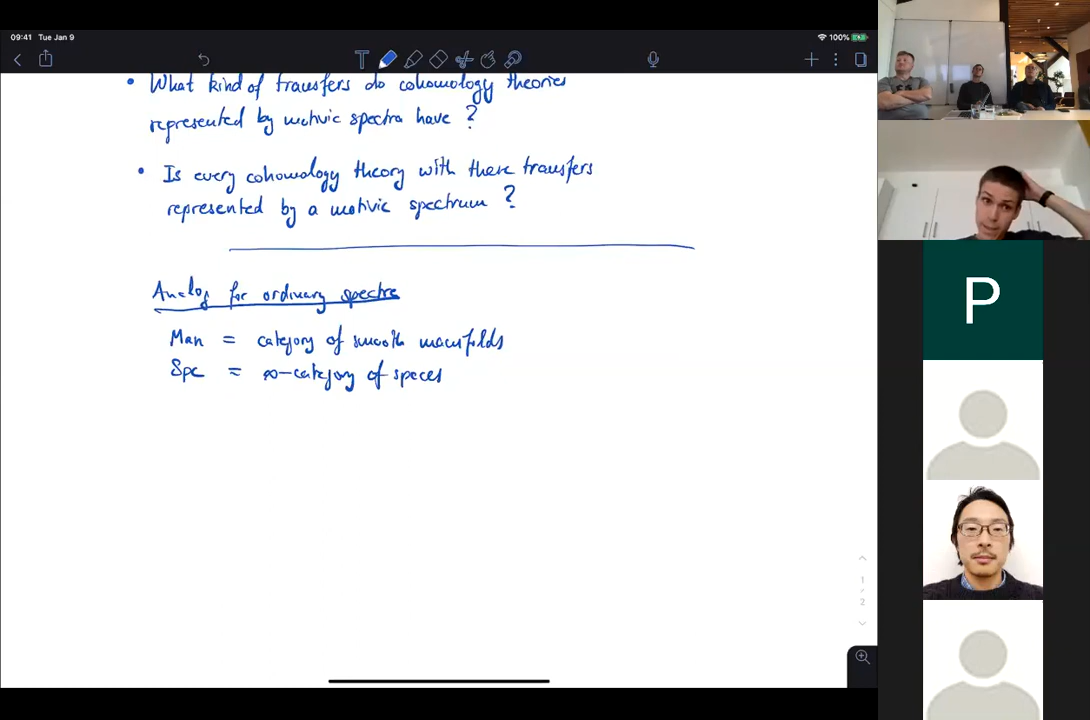 09:41 Tue Jan 9
100%
• What kind of transfers do cohomology theories
represented by motivic spectra have ?
• Is every cohomology theory with these transfers
represented by a motivic spectrum ?
Analog for ordinary spectra
Man = category of smooth manifolds
Spc = ∞-category of spaces
1
/
2
P